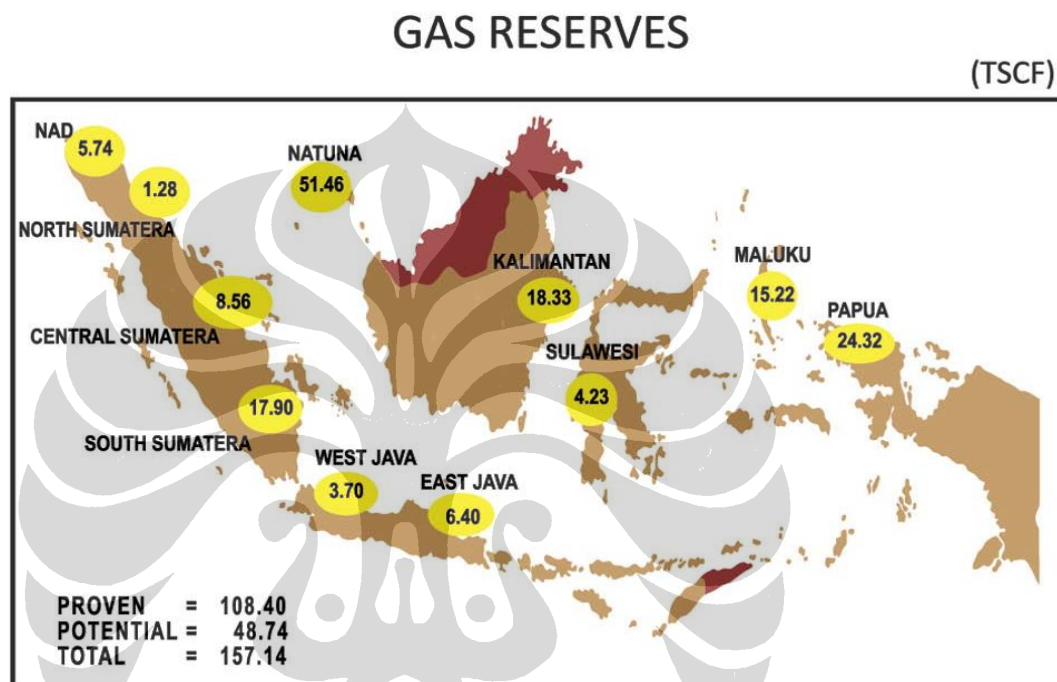 GAS RESERVES
(TSCF)
NAD
5.74
1.28
NORTH SUMATERA
NATUNA
51.46
8.56
CENTRAL SUMATERA
KALIMANTAN
18.33
MALUKU
15.22
PAPUA
24.32
SULAWESI
4.23
17.90
SOUTH SUMATERA
WEST JAVA
3.70
EAST JAVA
6.40
PROVEN = 108.40
POTENTIAL = 48.74
TOTAL = 157.14